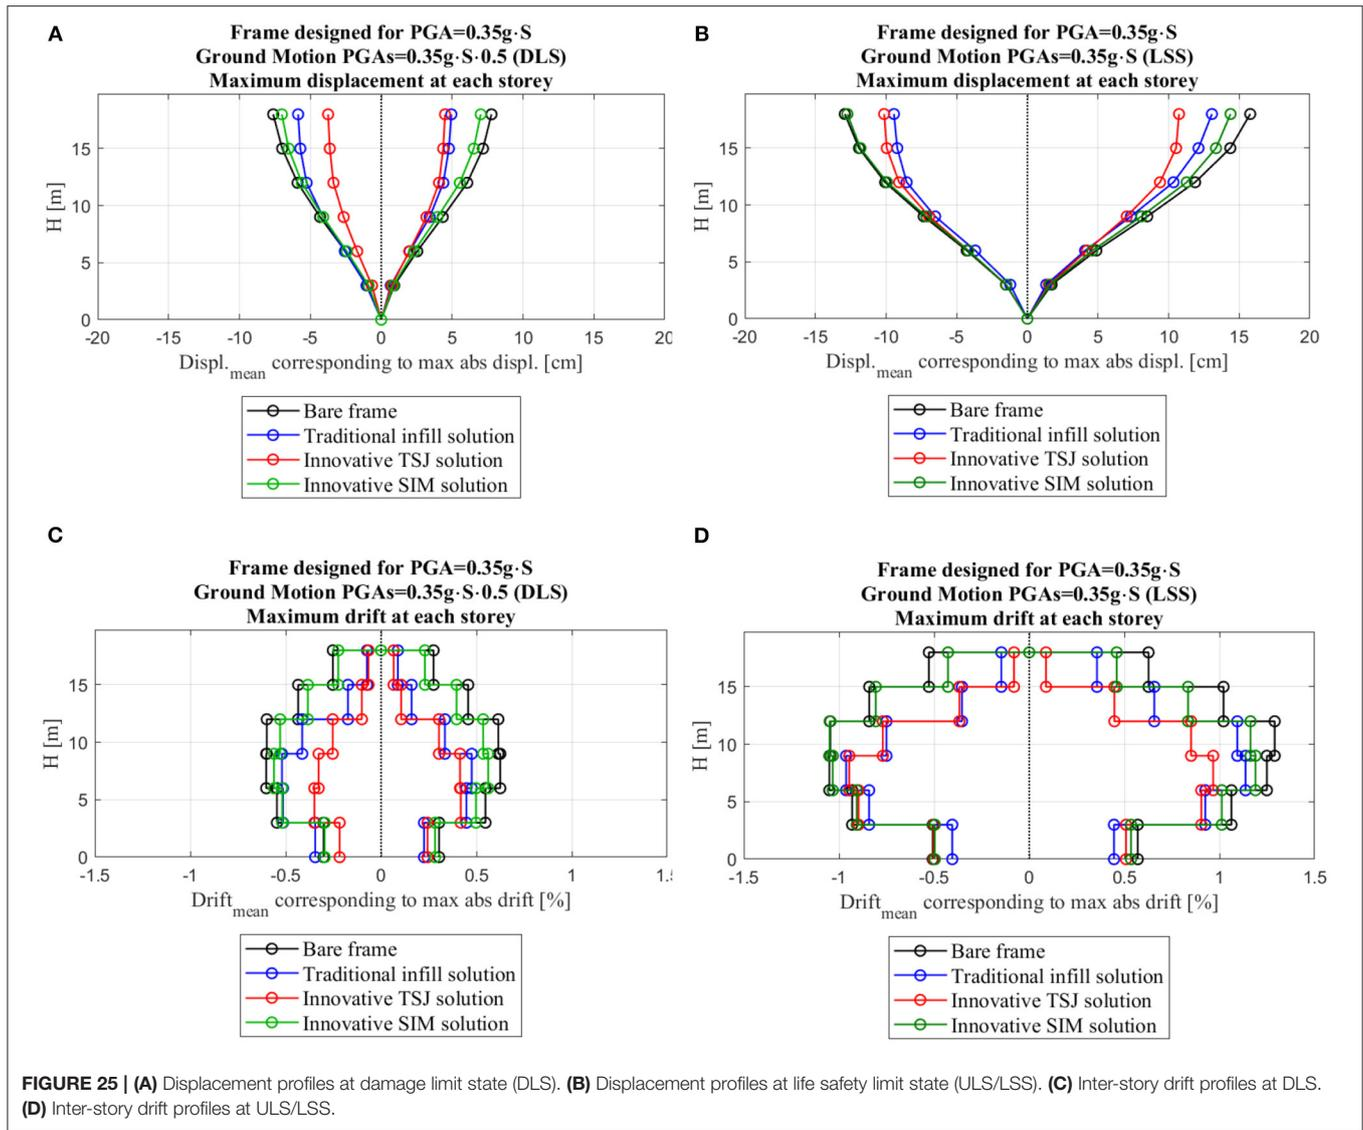 A
Frame designed for PGA=0.35g·S
Ground Motion PGAs=0.35g·S·0.5 (DLS)
Maximum displacement at each storey
15
10
5
0
H [m]
-20 -15 -10 -5 0 5 10 15 20
Displ.mean corresponding to max abs displ. [cm]
Bare frame
Traditional infill solution
Innovative TSJ solution
Innovative SIM solution
B
Frame designed for PGA=0.35g·S
Ground Motion PGAs=0.35g·S (LSS)
Maximum displacement at each storey
15
10
5
0
H [m]
-20 -15 -10 -5 0 5 10 15 20
Displ.mean corresponding to max abs displ. [cm]
Bare frame
Traditional infill solution
Innovative TSJ solution
Innovative SIM solution
C
Frame designed for PGA=0.35g·S
Ground Motion PGAs=0.35g·S·0.5 (DLS)
Maximum drift at each storey
15
10
5
0
H [m]
-1.5 -1 -0.5 0 0.5 1 1.5
Driftmean corresponding to max abs drift [%]
Bare frame
Traditional infill solution
Innovative TSJ solution
Innovative SIM solution
D
Frame designed for PGA=0.35g·S
Ground Motion PGAs=0.35g·S (LSS)
Maximum drift at each storey
15
10
5
0
H [m]
-1.5 -1 -0.5 0 0.5 1 1.5
Driftmean corresponding to max abs drift [%]
Bare frame
Traditional infill solution
Innovative TSJ solution
Innovative SIM solution
FIGURE 25 | (A) Displacement profiles at damage limit state (DLS). (B) Displacement profiles at life safety limit state (ULS/LSS). (C) Inter-story drift profiles at DLS.
(D) Inter-story drift profiles at ULS/LSS.